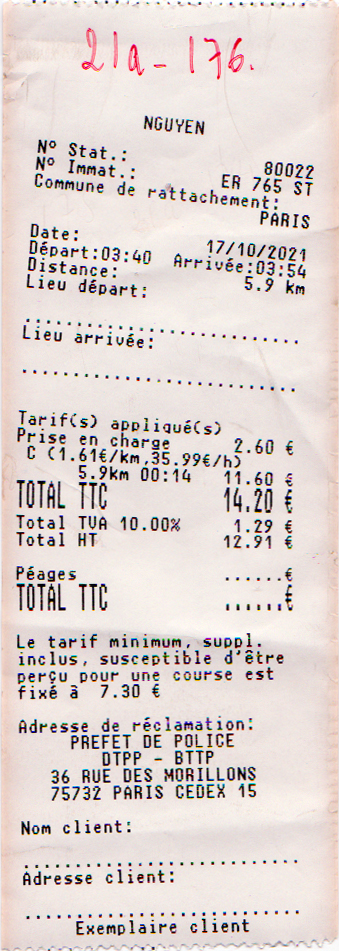 21a-176.
NGUYEN
N° Stat.: 80022
N° Immat.: ER 765 ST
Commune de rattachement:
PARIS
Date: 17/10/2021
Départ:03:40 Arrivée:03:54
Distance: 5.9 km
Lieu départ:
..........................
Lieu arrivée:
..........................
Tarif(s) appliqué(s)
Prise en charge 2.60 €
C (1.61€/km,35.99€/h)
5.9km 00:14 11.60 €
TOTAL TTC 14.20 €
Total TVA 10.00% 1.29 €
Total HT 12.91 €
Péages ......€
TOTAL TTC ......€
Le tarif minimum, suppl.
inclus, susceptible d'être
perçu pour une course est
fixé à 7.30 €
Adresse de réclamation:
PREFET DE POLICE
DTPP - BTTP
36 RUE DES MORILLONS
75732 PARIS CEDEX 15
Nom client:
..........................
Adresse client:
..........................
Exemplaire client